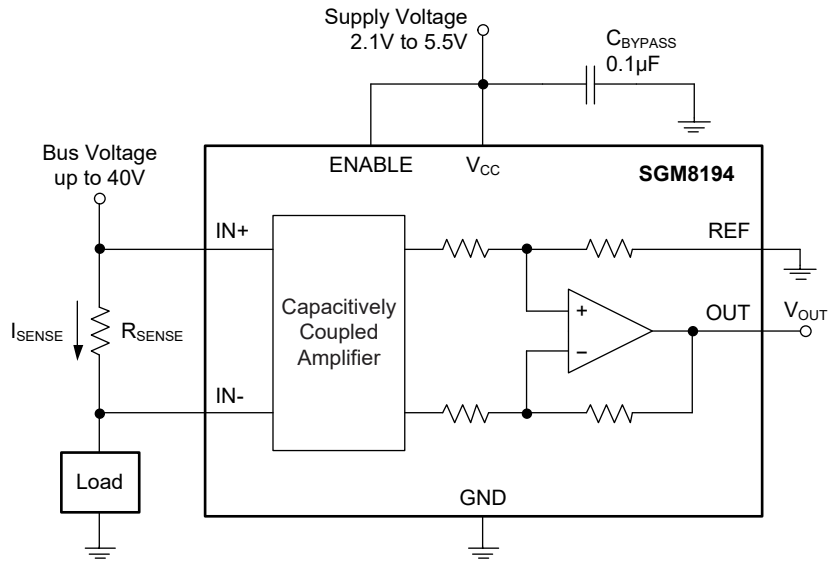 Supply Voltage
2.1V to 5.5V
CBYPASS
0.1µF
Bus Voltage
up to 40V
ENABLE
VCC
SGM8194
IN+
REF
Capacitively
Coupled
Amplifier
+
−
OUT
VOUT
ISENSE
RSENSE
IN-
Load
GND